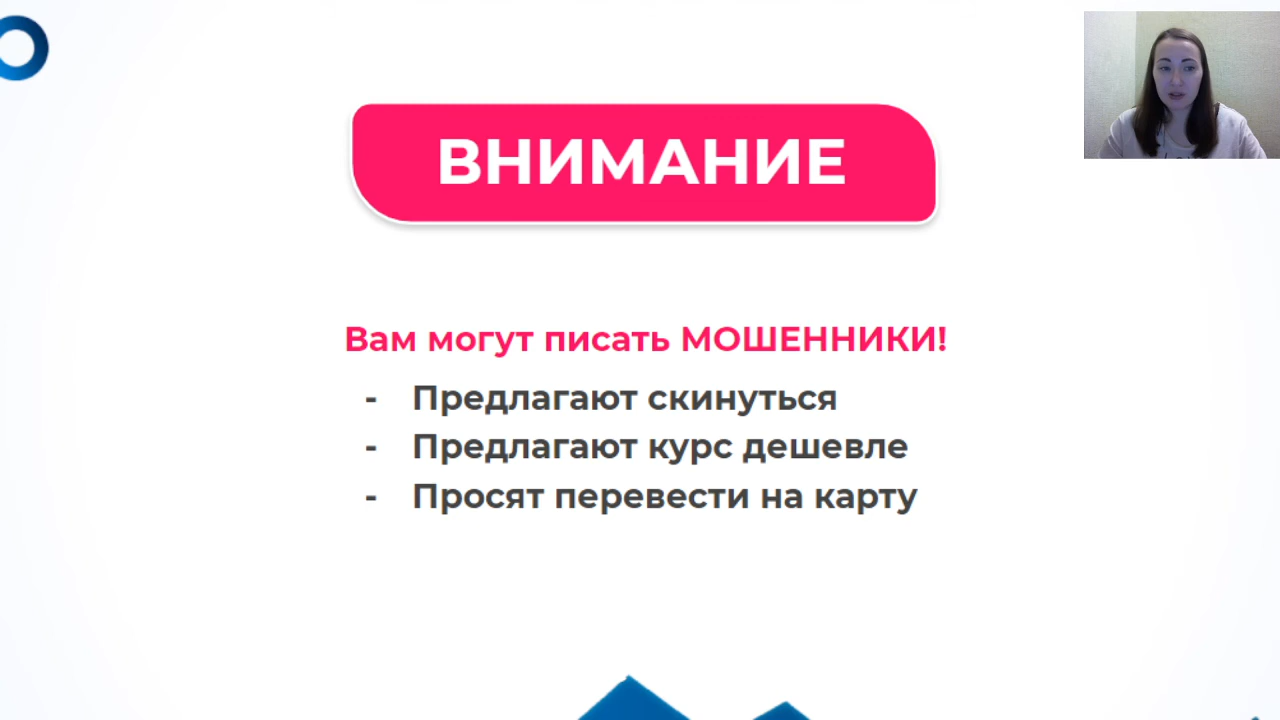 ВНИМАНИЕ
Вам могут писать МОШЕННИКИ!
- Предлагают скинуться
- Предлагают курс дешевле
- Просят перевести на карту